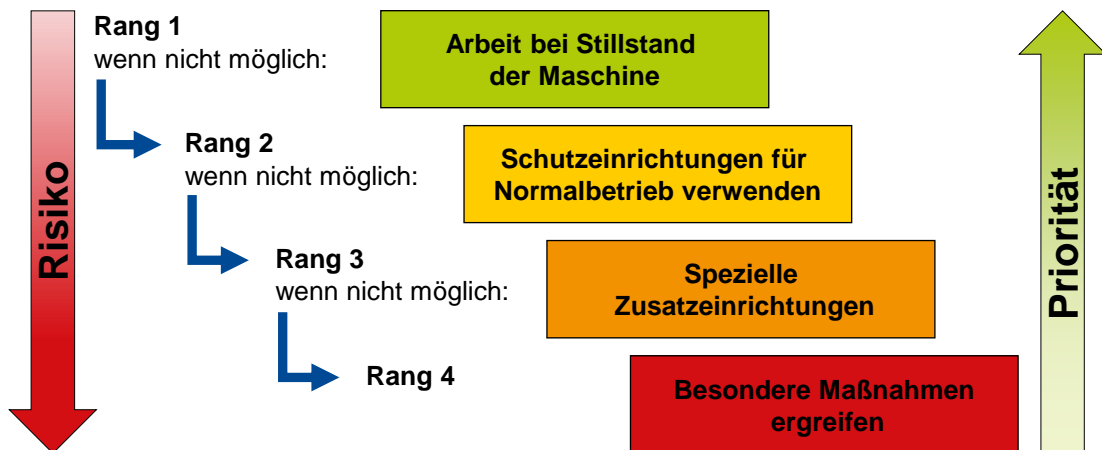 Rang 1
wenn nicht möglich:
Arbeit bei Stillstand
der Maschine
Rang 2
wenn nicht möglich:
Schutzeinrichtungen für
Normalbetrieb verwenden
Rang 3
wenn nicht möglich:
Spezielle
Zusatzeinrichtungen
Rang 4
Besondere Maßnahmen
ergreifen
Risiko
Priorität